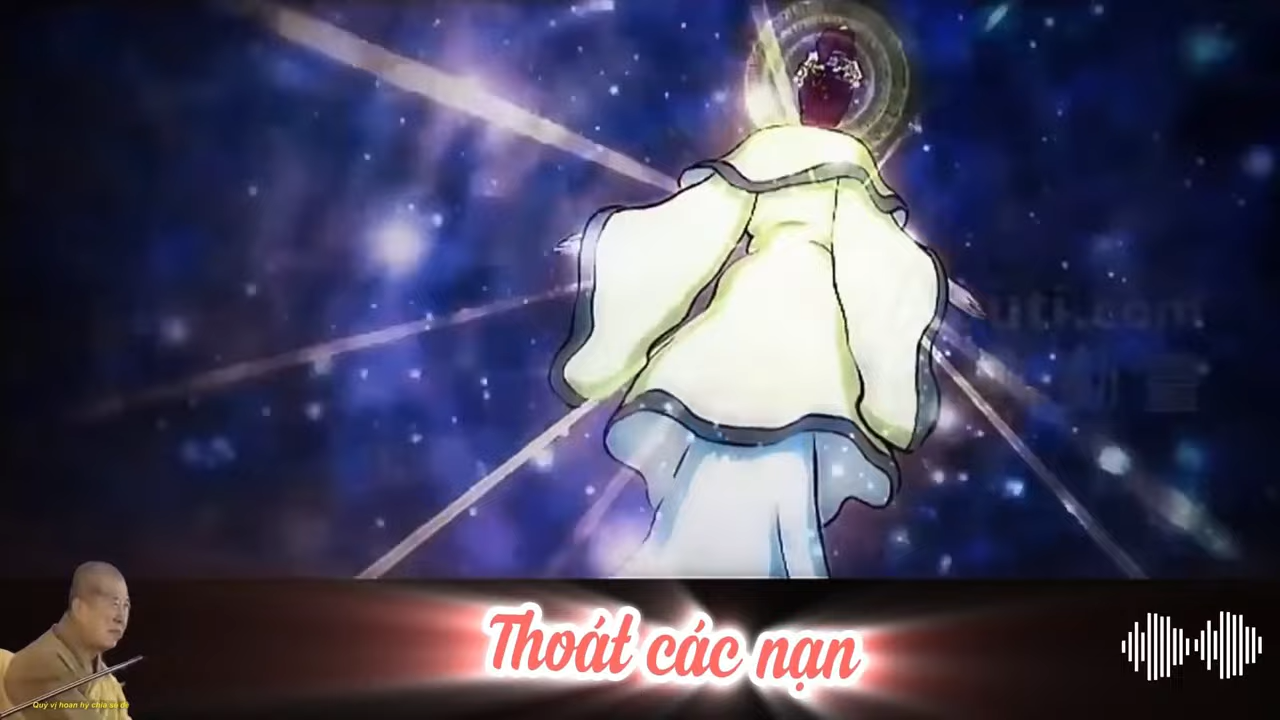 Thoát các nạn
Quý vị hoan hỷ chia sẻ để